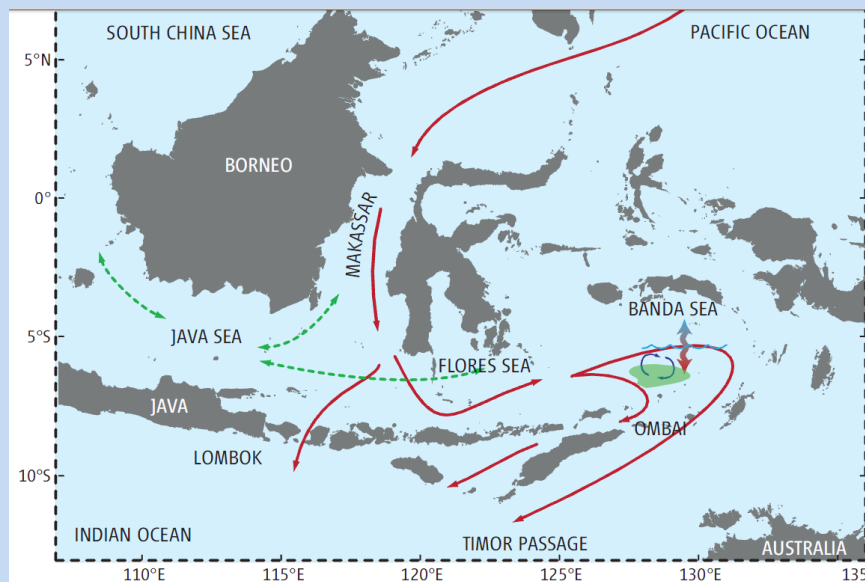 SOUTH CHINA SEA
PACIFIC OCEAN
5°N
BORNEO
0°
MAKASSAR
BANDA SEA
JAVA SEA
5°S
FLORES SEA
JAVA
OMBAI
LOMBOK
10°S
INDIAN OCEAN
TIMOR PASSAGE
AUSTRALIA
110°E
115°E
120°E
125°E
130°E